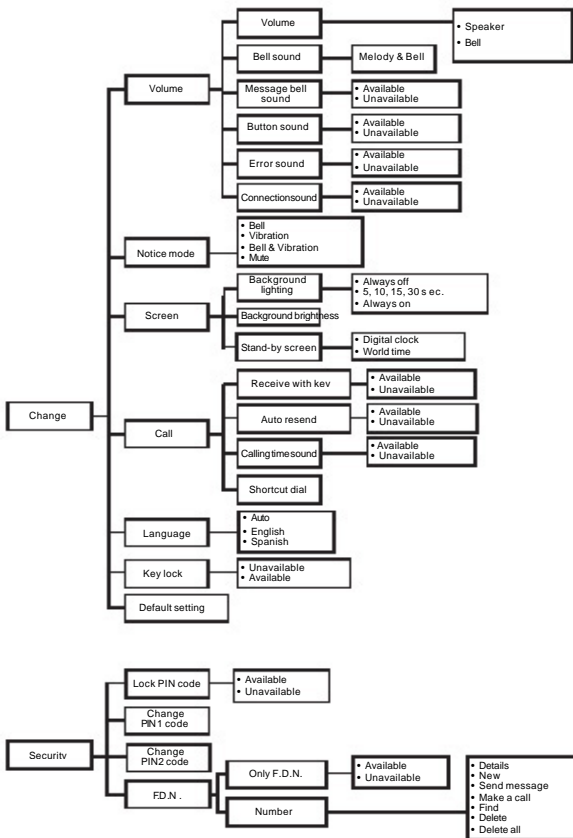 Volume
• Speaker
• Bell
Bell sound
Melody & Bell
Volume
Message bell
sound
• Available
• Unavailable
Button sound
• Available
• Unavailable
Error sound
• Available
• Unavailable
Connectionsound
• Available
• Unavailable
Notice mode
• Bell
• Vibration
• Bell & Vibration
• Mute
Screen
Background
lighting
• Always off
• 5, 10, 15, 30 s ec.
• Always on
Background brightness
Stand-by screen
• Digital clock
• World time
Change
Call
Receive with kev
• Available
• Unavailable
Auto resend
• Available
• Unavailable
Calling time sound
• Available
• Unavailable
Shortcut dial
Language
• Auto
• English
• Spanish
Key lock
• Unavailable
• Available
Default setting
Securitv
Lock PIN code
• Available
• Unavailable
Change
PIN1 code
Change
PIN2 code
F.D.N .
Only F.D.N.
• Available
• Unavailable
Number
• Details
• New
• Send message
• Make a call
• Find
• Delete
• Delete all